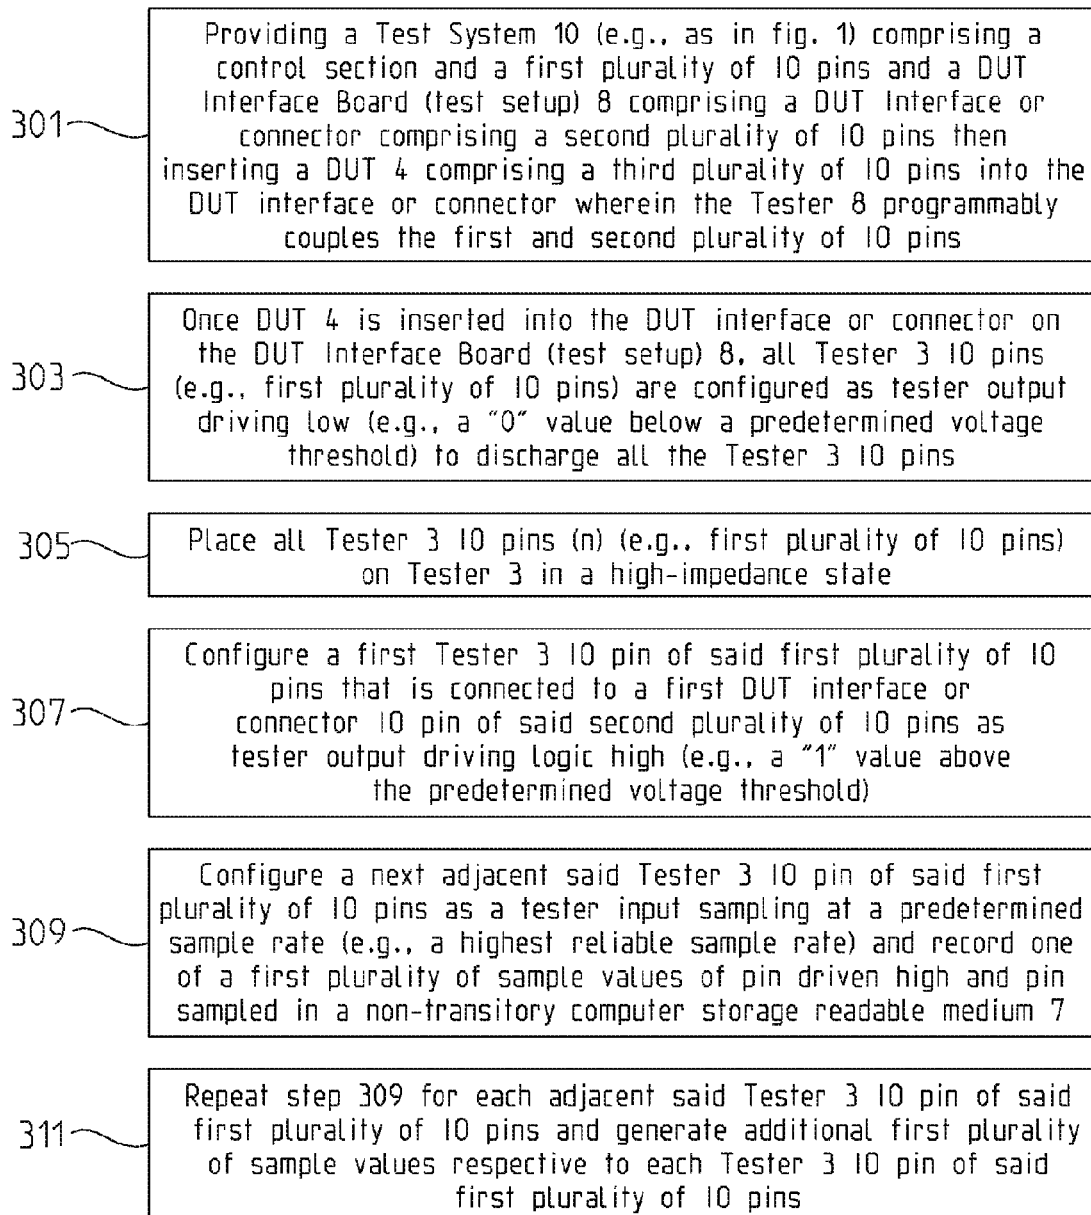 301
Providing a Test System 10 (e.g., as in fig. 1) comprising a
control section and a first plurality of IO pins and a DUT
Interface Board (test setup) 8 comprising a DUT Interface or
connector comprising a second plurality of IO pins then
inserting a DUT 4 comprising a third plurality of IO pins into the
DUT interface or connector wherein the Tester 8 programmably
couples the first and second plurality of IO pins
303
Once DUT 4 is inserted into the DUT interface or connector on
the DUT Interface Board (test setup) 8, all Tester 3 IO pins
(e.g., first plurality of IO pins) are configured as tester output
driving low (e.g., a "0" value below a predetermined voltage
threshold) to discharge all the Tester 3 IO pins
305
Place all Tester 3 IO pins (n) (e.g., first plurality of IO pins)
on Tester 3 in a high-impedance state
307
Configure a first Tester 3 IO pin of said first plurality of IO
pins that is connected to a first DUT interface or
connector IO pin of said second plurality of IO pins as
tester output driving logic high (e.g., a "1" value above
the predetermined voltage threshold)
309
Configure a next adjacent said Tester 3 IO pin of said first
plurality of IO pins as a tester input sampling at a predetermined
sample rate (e.g., a highest reliable sample rate) and record one
of a first plurality of sample values of pin driven high and pin
sampled in a non-transitory computer storage readable medium 7
311
Repeat step 309 for each adjacent said Tester 3 IO pin of said
first plurality of IO pins and generate additional first plurality
of sample values respective to each Tester 3 IO pin of said
first plurality of IO pins